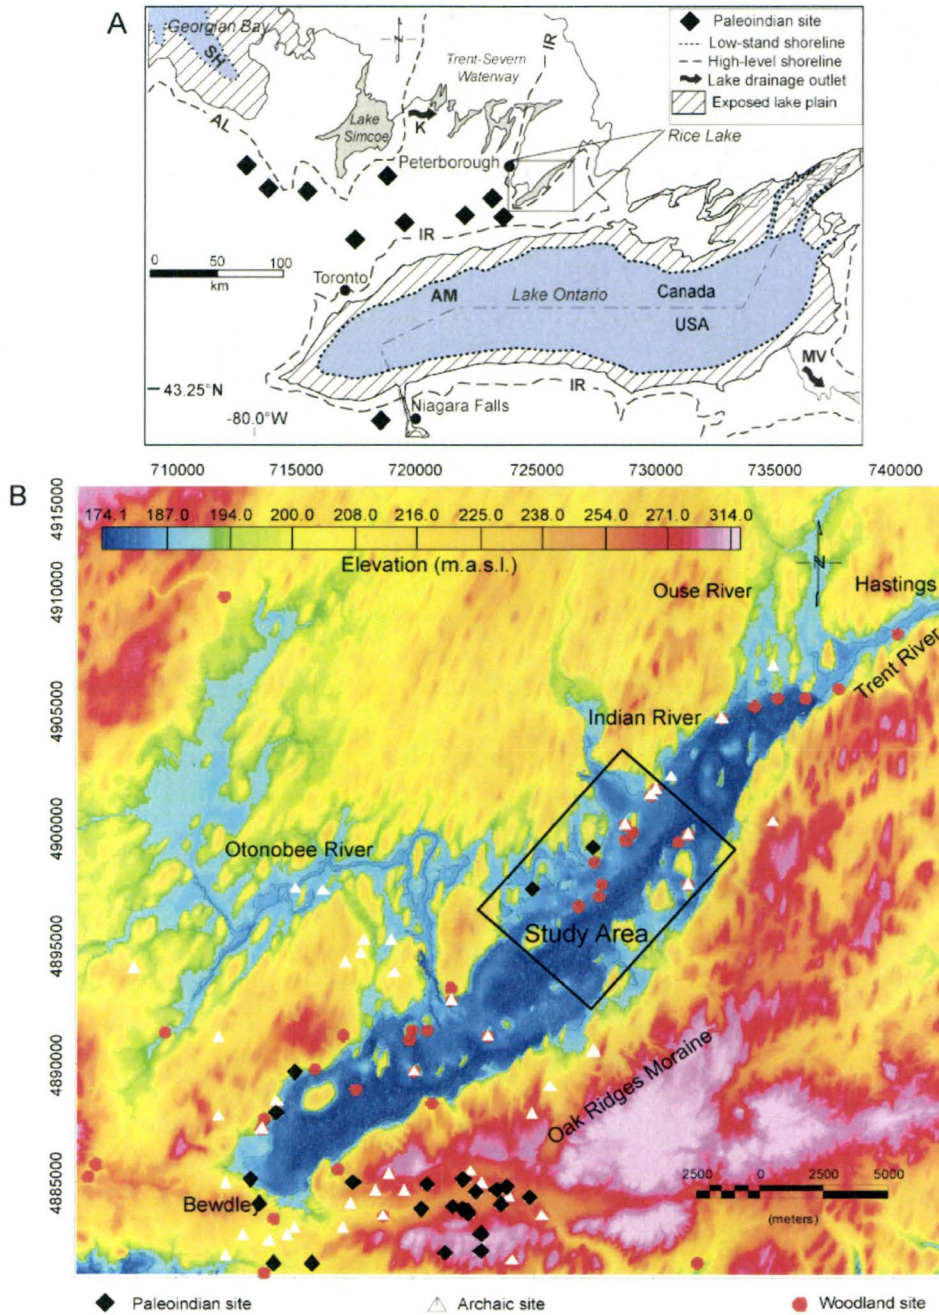 A
Georgian Bay
SH
AL
N
Trent-Severn
Waterway
IR
Lake
Simcoe
K
Peterborough
Rice Lake
Paleoindian site
Low-stand shoreline
High-level shoreline
Lake drainage outlet
Exposed lake plain
IR
0 50 100
km
Toronto
AM
Lake Ontario
Canada
USA
MV
43.25°N
IR
Niagara Falls
-80.0°W
B
710000 715000 720000 725000 730000 735000 740000
4915000
4910000
4905000
4900000
4895000
4890000
4885000
174.1 187.0 194.0 200.0 208.0 216.0 225.0 238.0 254.0 271.0 314.0
Elevation (m.a.s.l.)
N
Ouse River
Hastings
Trent River
Indian River
Otonobee River
Study Area
Oak Ridges Moraine
Bewdley
2500 0 2500 5000
(meters)
Paleoindian site
Archaic site
Woodland site